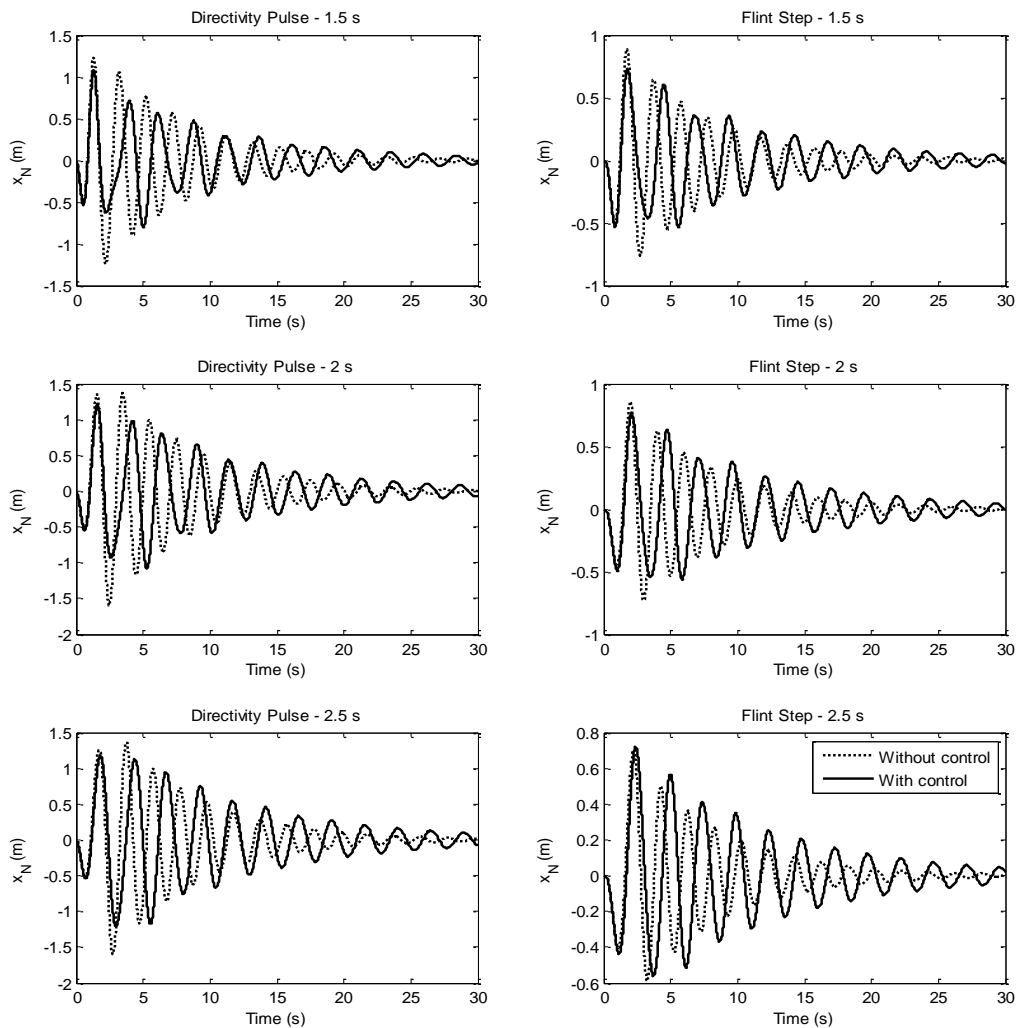 Directivity Pulse - 1.5 s
1.5
1
0.5
0
-0.5
-1
-1.5
x_N (m)
0 5 10 15 20 25 30
Time (s)
Flint Step - 1.5 s
1
0.5
0
-0.5
-1
x_N (m)
0 5 10 15 20 25 30
Time (s)
Directivity Pulse - 2 s
1.5
1
0.5
0
-0.5
-1
-1.5
-2
x_N (m)
0 5 10 15 20 25 30
Time (s)
Flint Step - 2 s
1
0.5
0
-0.5
-1
x_N (m)
0 5 10 15 20 25 30
Time (s)
Directivity Pulse - 2.5 s
1.5
1
0.5
0
-0.5
-1
-1.5
-2
x_N (m)
0 5 10 15 20 25 30
Time (s)
Flint Step - 2.5 s
0.8
0.6
0.4
0.2
0
-0.2
-0.4
-0.6
x_N (m)
0 5 10 15 20 25 30
Time (s)
Without control
With control